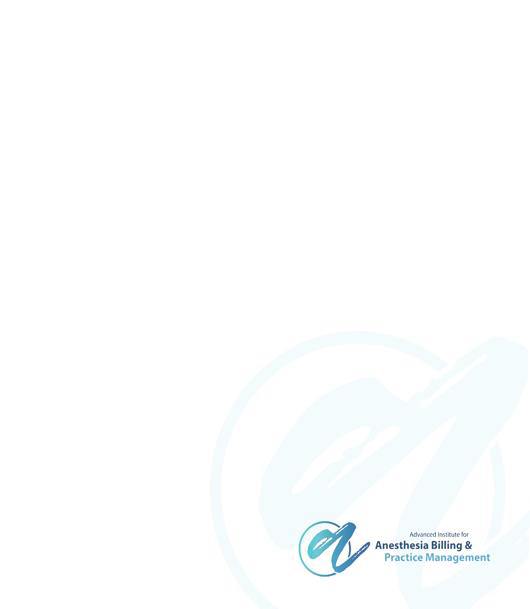 Advanced Institute for
Anesthesia Billing &
Practice Management